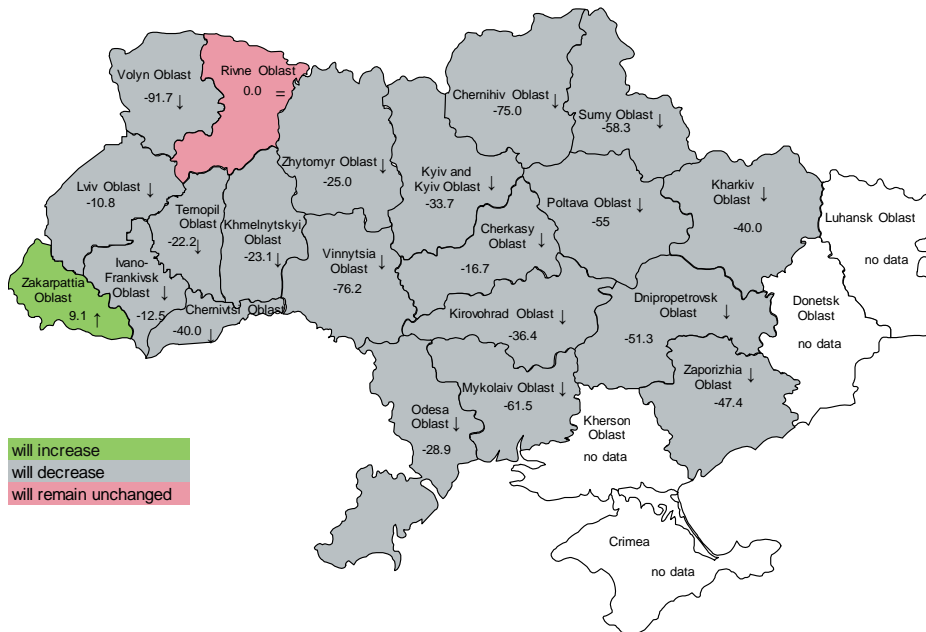 Volyn Oblast
-91.7 ↓
Rivne Oblast
0.0 =
Zhytomyr Oblast ↓
-25.0
Chernihiv Oblast ↓
-75.0
Sumy Oblast ↓
-58.3
Kyiv and
Kyiv Oblast ↓
-33.7
Lviv Oblast ↓
-10.8
Ternopil
Oblast
-22.2 ↓
Khmelnytskyi
Oblast
-23.1 ↓
Vinnytsia
Oblast ↓
-76.2
Cherkasy
Oblast ↓
-16.7
Poltava Oblast ↓
-55
Kharkiv
Oblast ↓
-40.0
Luhansk Oblast
no data
Zakarpattia
Oblast
9.1 ↑
Ivano-
Frankivsk
Oblast ↓
-12.5
Chernivtsi Oblast
-40.0 ↓
Kirovohrad Oblast ↓
-36.4
Dnipropetrovsk
Oblast ↓
-51.3
Donetsk
Oblast
no data
Zaporizhia
Oblast ↓
-47.4
Mykolaiv Oblast ↓
-61.5
Odesa
Oblast ↓
-28.9
Kherson
Oblast
no data
Crimea
no data
will increase
will decrease
will remain unchanged